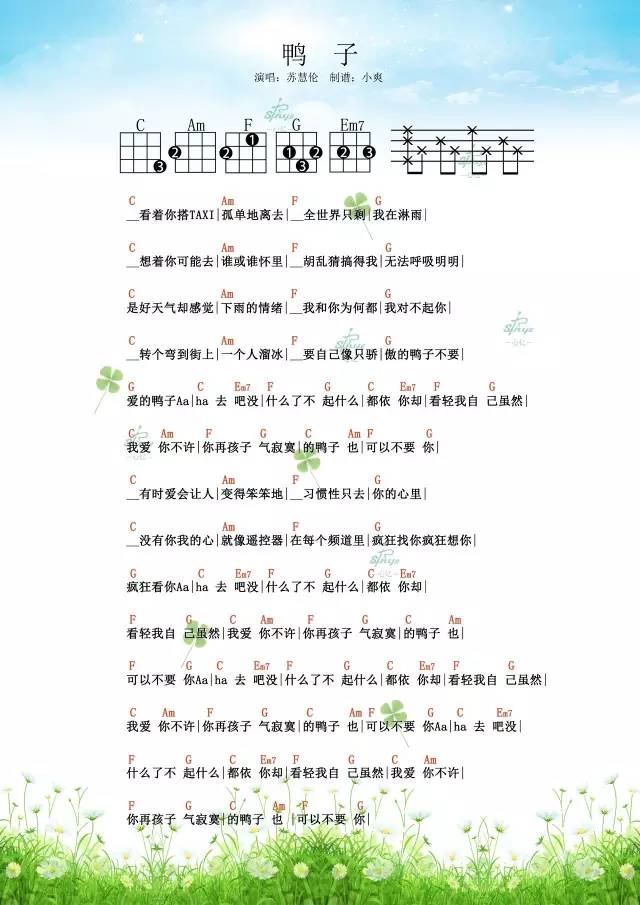 鸭 子
演唱：苏慧伦 制谱：小爽
C Am F G Em7
3 2 2 1 1 3 2 2 3
C Am F G
__看着你搭TAXI|孤单地离去|__全世界只剩|我在淋雨|
C Am F G
__想着你可能去|谁或谁怀里|__胡乱猜搞得我|无法呼吸明明|
C Am F G
是好天气却感觉|下雨的情绪|__我和你为何都|我对不起你|
C Am F G
__转个弯到街上|一个人溜冰|__要自己像只骄|傲的鸭子不要|
G C Em7 F G C Em7 F G
爱的鸭子Aa|ha 去 吧没|什么了不 起什么|都依 你却|看轻我自 己虽然|
C Am F G C Am F G
我爱 你不许|你再孩子 气寂寞|的鸭子 也|可以不要 你|
C Am F G
__有时爱会让人|变得笨笨地|__习惯性只去|你的心里|
C Am F G
__没有你我的心|就像遥控器|在每个频道里|疯狂找你疯狂想你|
G C Em7 F G C Em7
疯狂看你Aa|ha 去 吧没|什么了不 起什么|都依 你却|
F G C Am F G C Am
看轻我自 己虽然|我爱 你不许|你再孩子 气寂寞|的鸭子 也|
F G C Em7 F G C Em7 F G
可以不要 你Aa|ha 去 吧没|什么了不 起什么|都依 你却|看轻我自 己虽然|
C Am F G C Am F G C Em7
我爱 你不许|你再孩子 气寂寞|的鸭子 也|可以不要 你Aa|ha 去 吧没|
F G C Em7 F G C Am
什么了不 起什么|都依 你却|看轻我自 己虽然|我爱 你不许|
F G C Am F G
你再孩子 气寂寞|的鸭子 也 |可以不要 你|